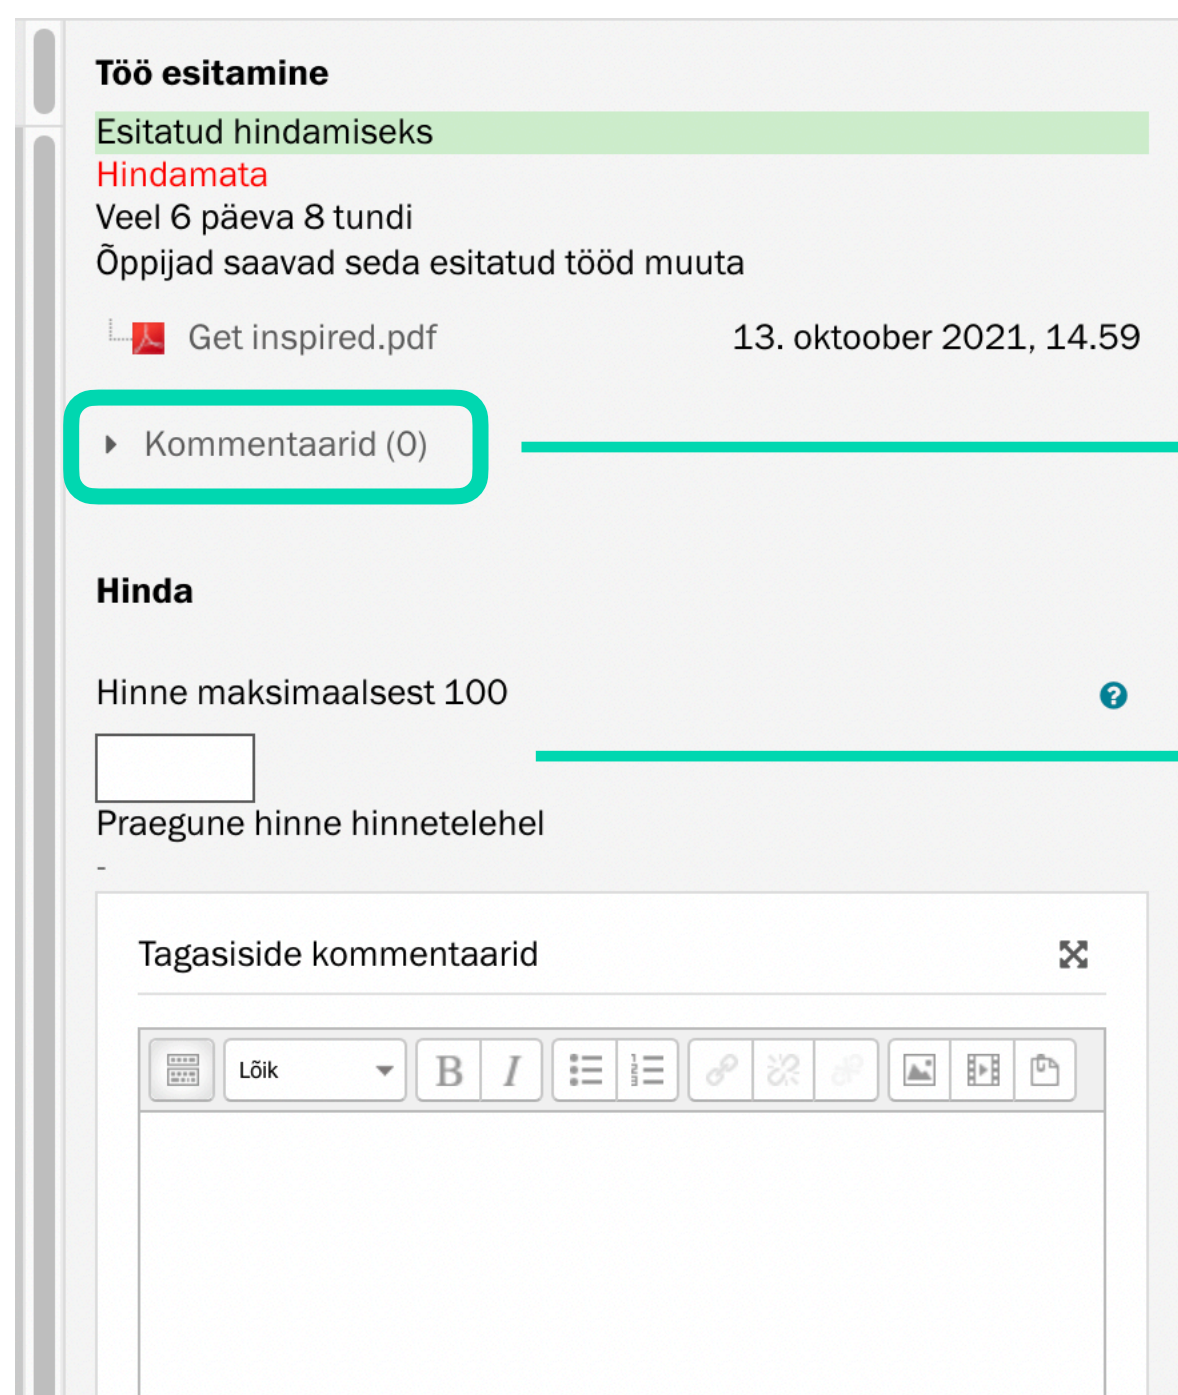 Töö esitamine
Esitatud hindamiseks
Hindamata
Veel 6 päeva 8 tundi
Õppijad saavad seda esitatud tööd muuta
Get inspired.pdf 13. oktoober 2021, 14.59
Kommentaarid (0)
Hinda
Hinne maksimaalsest 100
Praegune hinne hinnetelehel
-
Tagasiside kommentaarid
Lõik B I